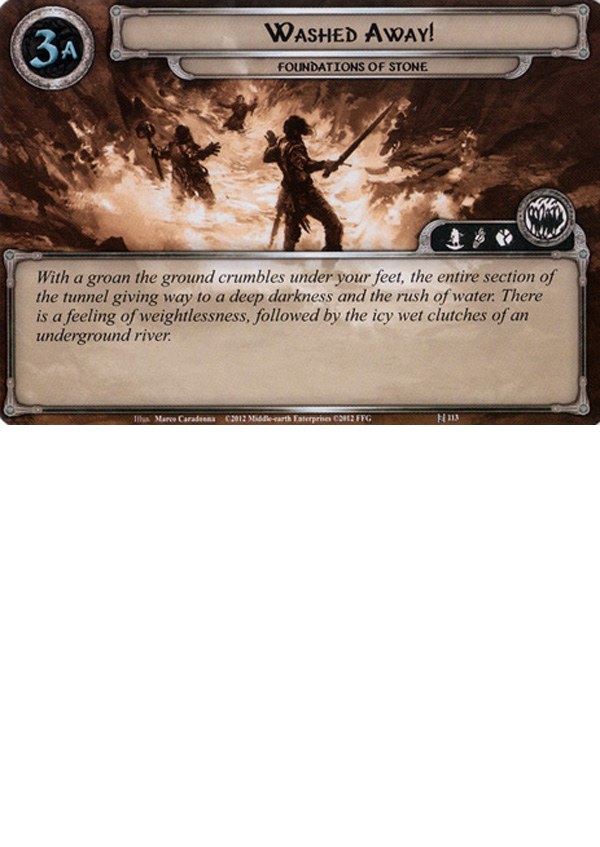 3A
Washed Away!
Foundations of Stone
With a groan the ground crumbles under your feet, the entire section of
the tunnel giving way to a deep darkness and the rush of water. There
is a feeling of weightlessness, followed by the icy wet clutches of an
underground river.
Illus. Marco Caradonna ©2012 Middle-earth Enterprises ©2012 FFG 113